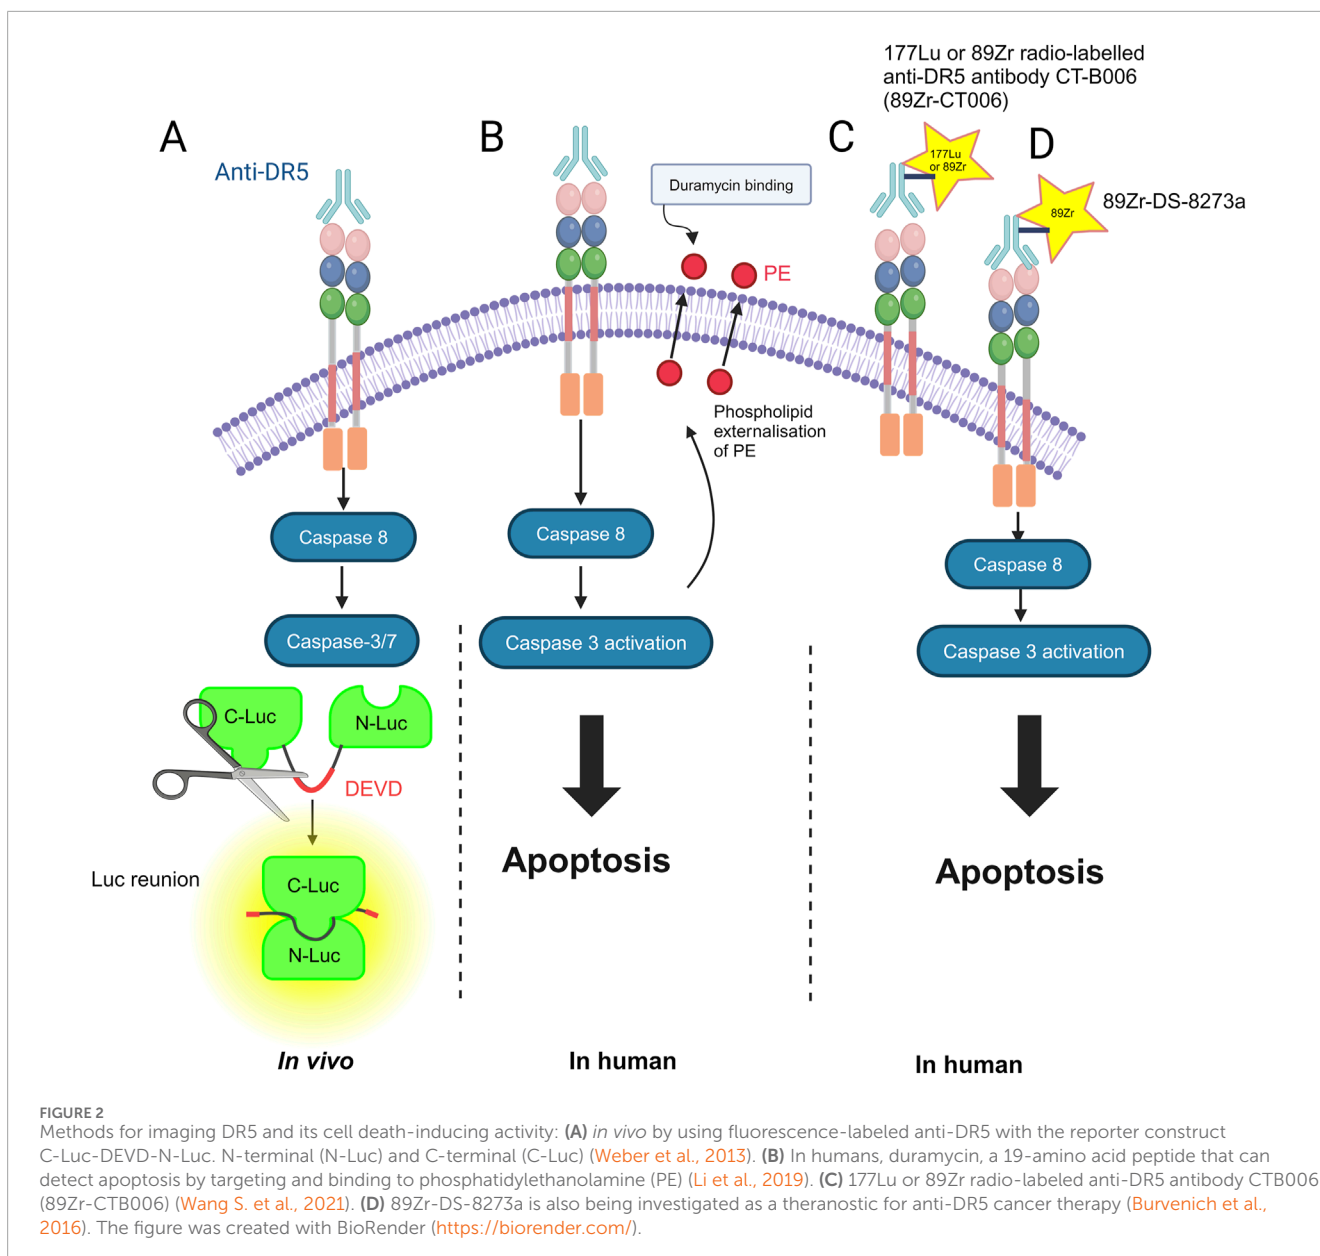 A
Anti-DR5
Caspase 8
Caspase-3/7
C-Luc
N-Luc
DEVD
Luc reunion
C-Luc
N-Luc
In vivo
B
Duramycin binding
PE
Phospholipid
externalisation
of PE
Caspase 8
Caspase 3 activation
Apoptosis
In human
177Lu or 89Zr radio-labelled
anti-DR5 antibody CT-B006
(89Zr-CT006)
C
177Lu
or 89Zr
D
89Zr
89Zr-DS-8273a
Caspase 8
Caspase 3 activation
Apoptosis
In human
FIGURE 2
Methods for imaging DR5 and its cell death-inducing activity: (A) in vivo by using fluorescence-labeled anti-DR5 with the reporter construct
C-Luc-DEVD-N-Luc. N-terminal (N-Luc) and C-terminal (C-Luc) (Weber et al., 2013). (B) In humans, duramycin, a 19-amino acid peptide that can
detect apoptosis by targeting and binding to phosphatidylethanolamine (PE) (Li et al., 2019). (C) 177Lu or 89Zr radio-labeled anti-DR5 antibody CTB006
(89Zr-CTB006) (Wang S. et al., 2021). (D) 89Zr-DS-8273a is also being investigated as a theranostic for anti-DR5 cancer therapy (Burvenich et al.,
2016). The figure was created with BioRender (https://biorender.com/).